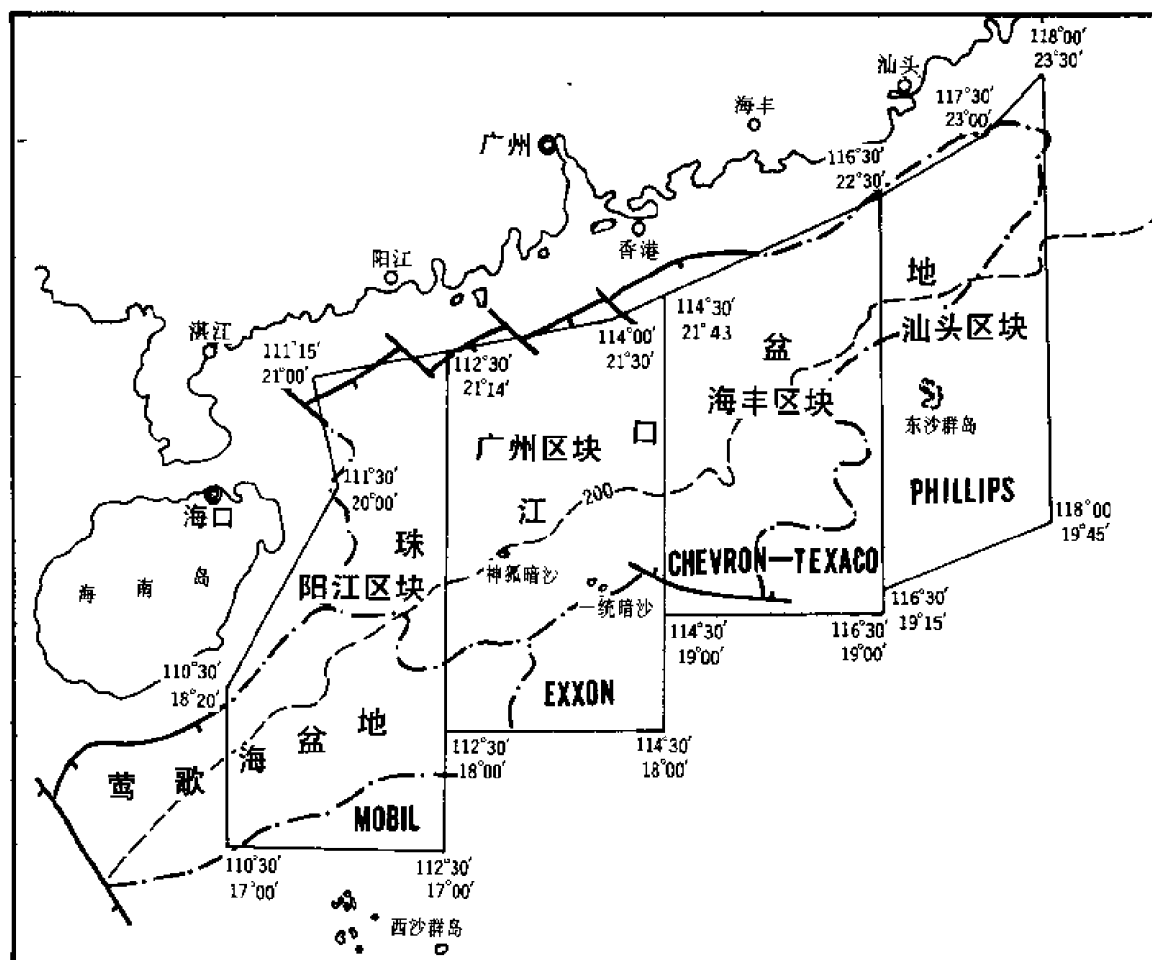 118°00′
23°30′
汕头
117°30′
23°00′
海丰
广州
116°30′
22°30′
香港
阳江
地
114°30′
21°43
湛江
111°15′
21°00′
112°30′
21°14′
114°00′
21°30′
盆
汕头区块
海丰区块
东沙群岛
广州区块
口
111°30′
20°00′
200
PHILLIPS
118°00
19°45′
海口
江
珠
神狐暗沙
CHEVRON—TEXACO
海南岛
阳江区块
一统暗沙
116°30′
19°15′
114°30′
19°00′
116°30′
19°00′
110°30′
18°20′
EXXON
莺歌海盆地
112°30′
18°00′
114°30′
18°00′
MOBIL
110°30′
17°00′
112°30′
17°00′
西沙群岛